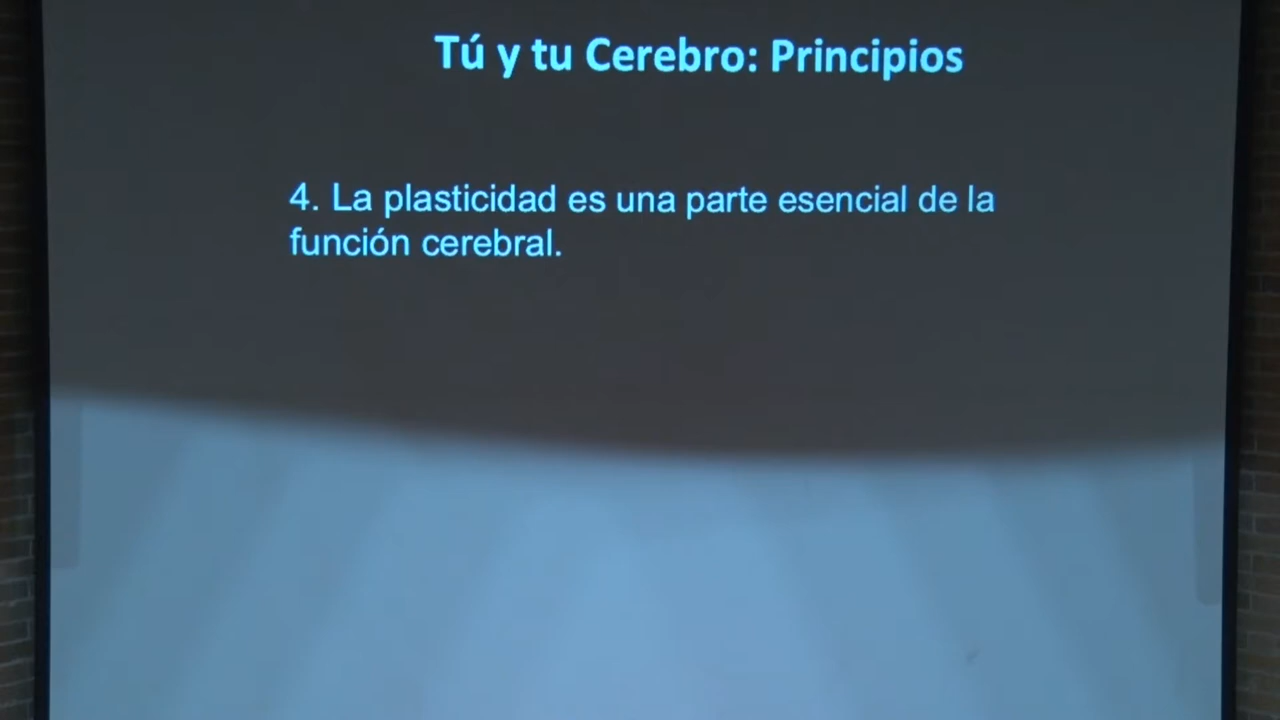 Tú y tu Cerebro: Principios
4. La plasticidad es una parte esencial de la
función cerebral.